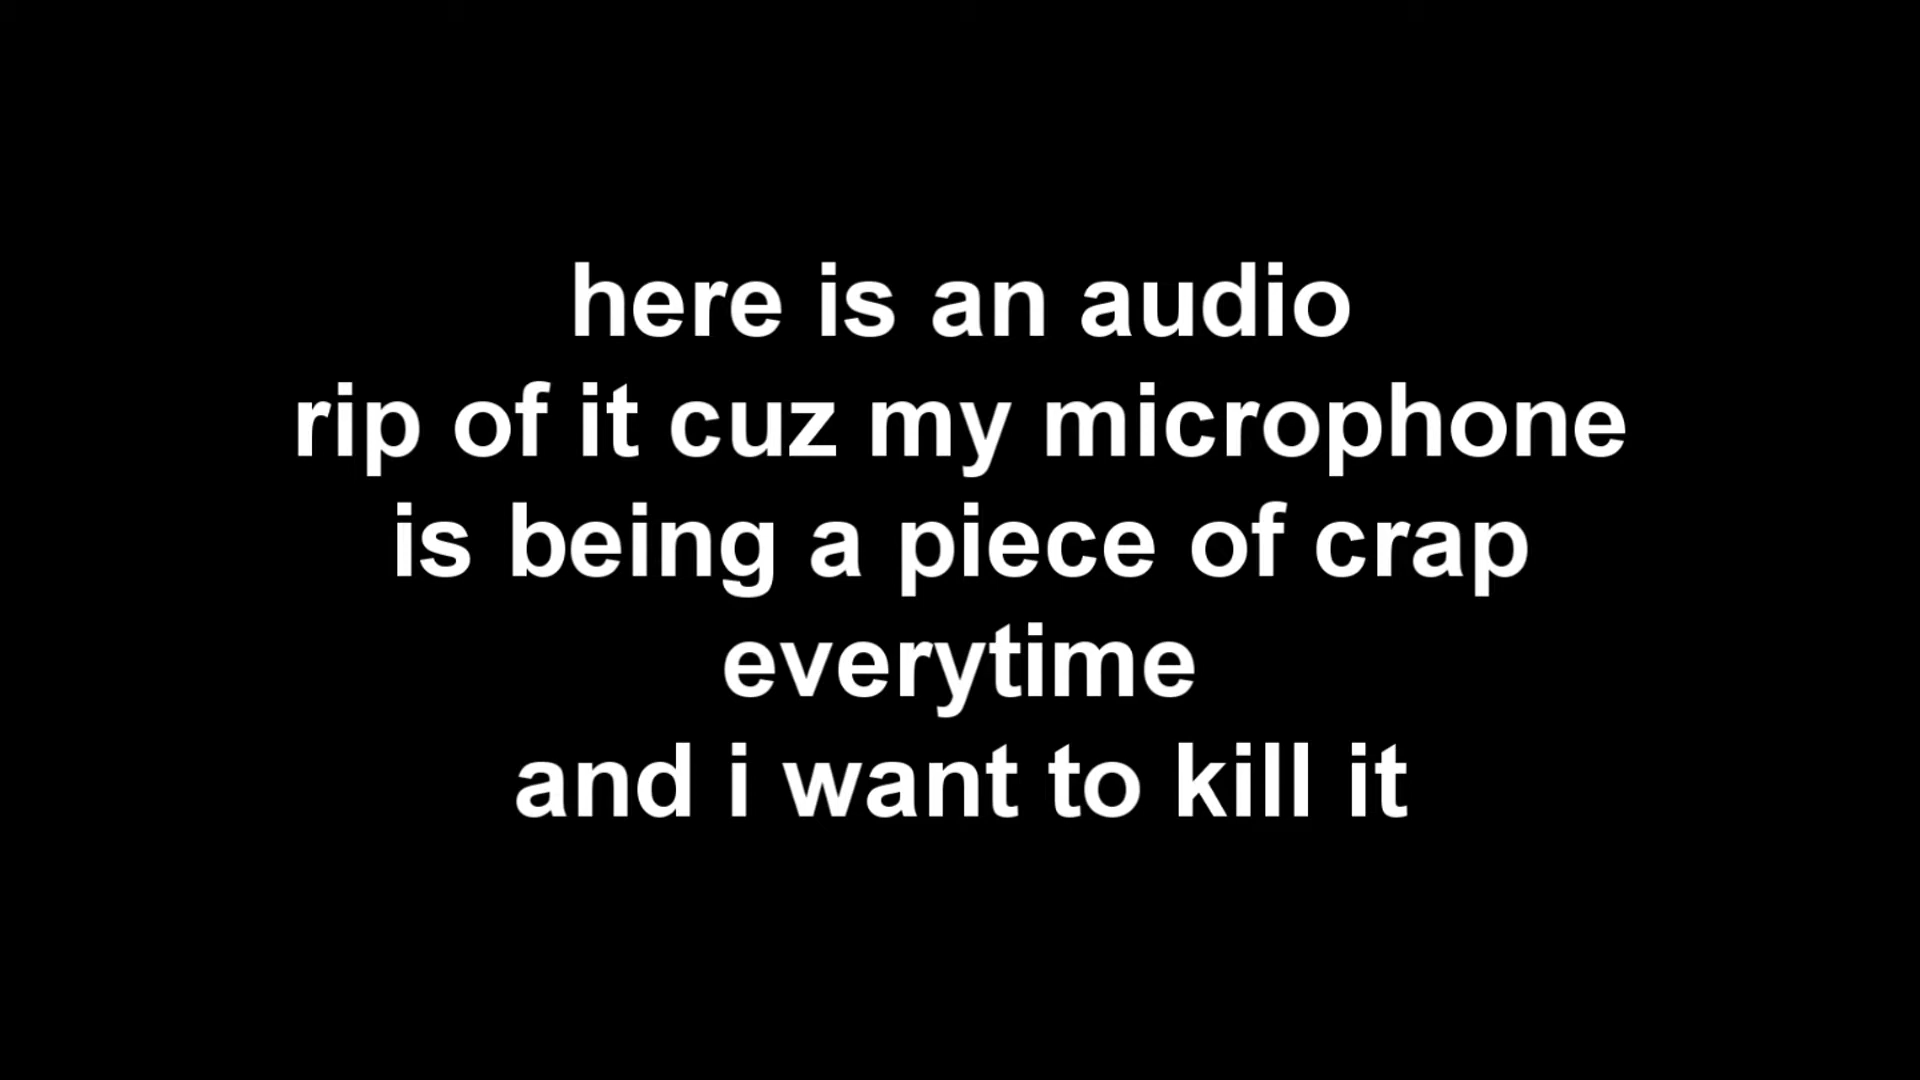 here is an audio
rip of it cuz my microphone
is being a piece of crap
everytime
and i want to kill it